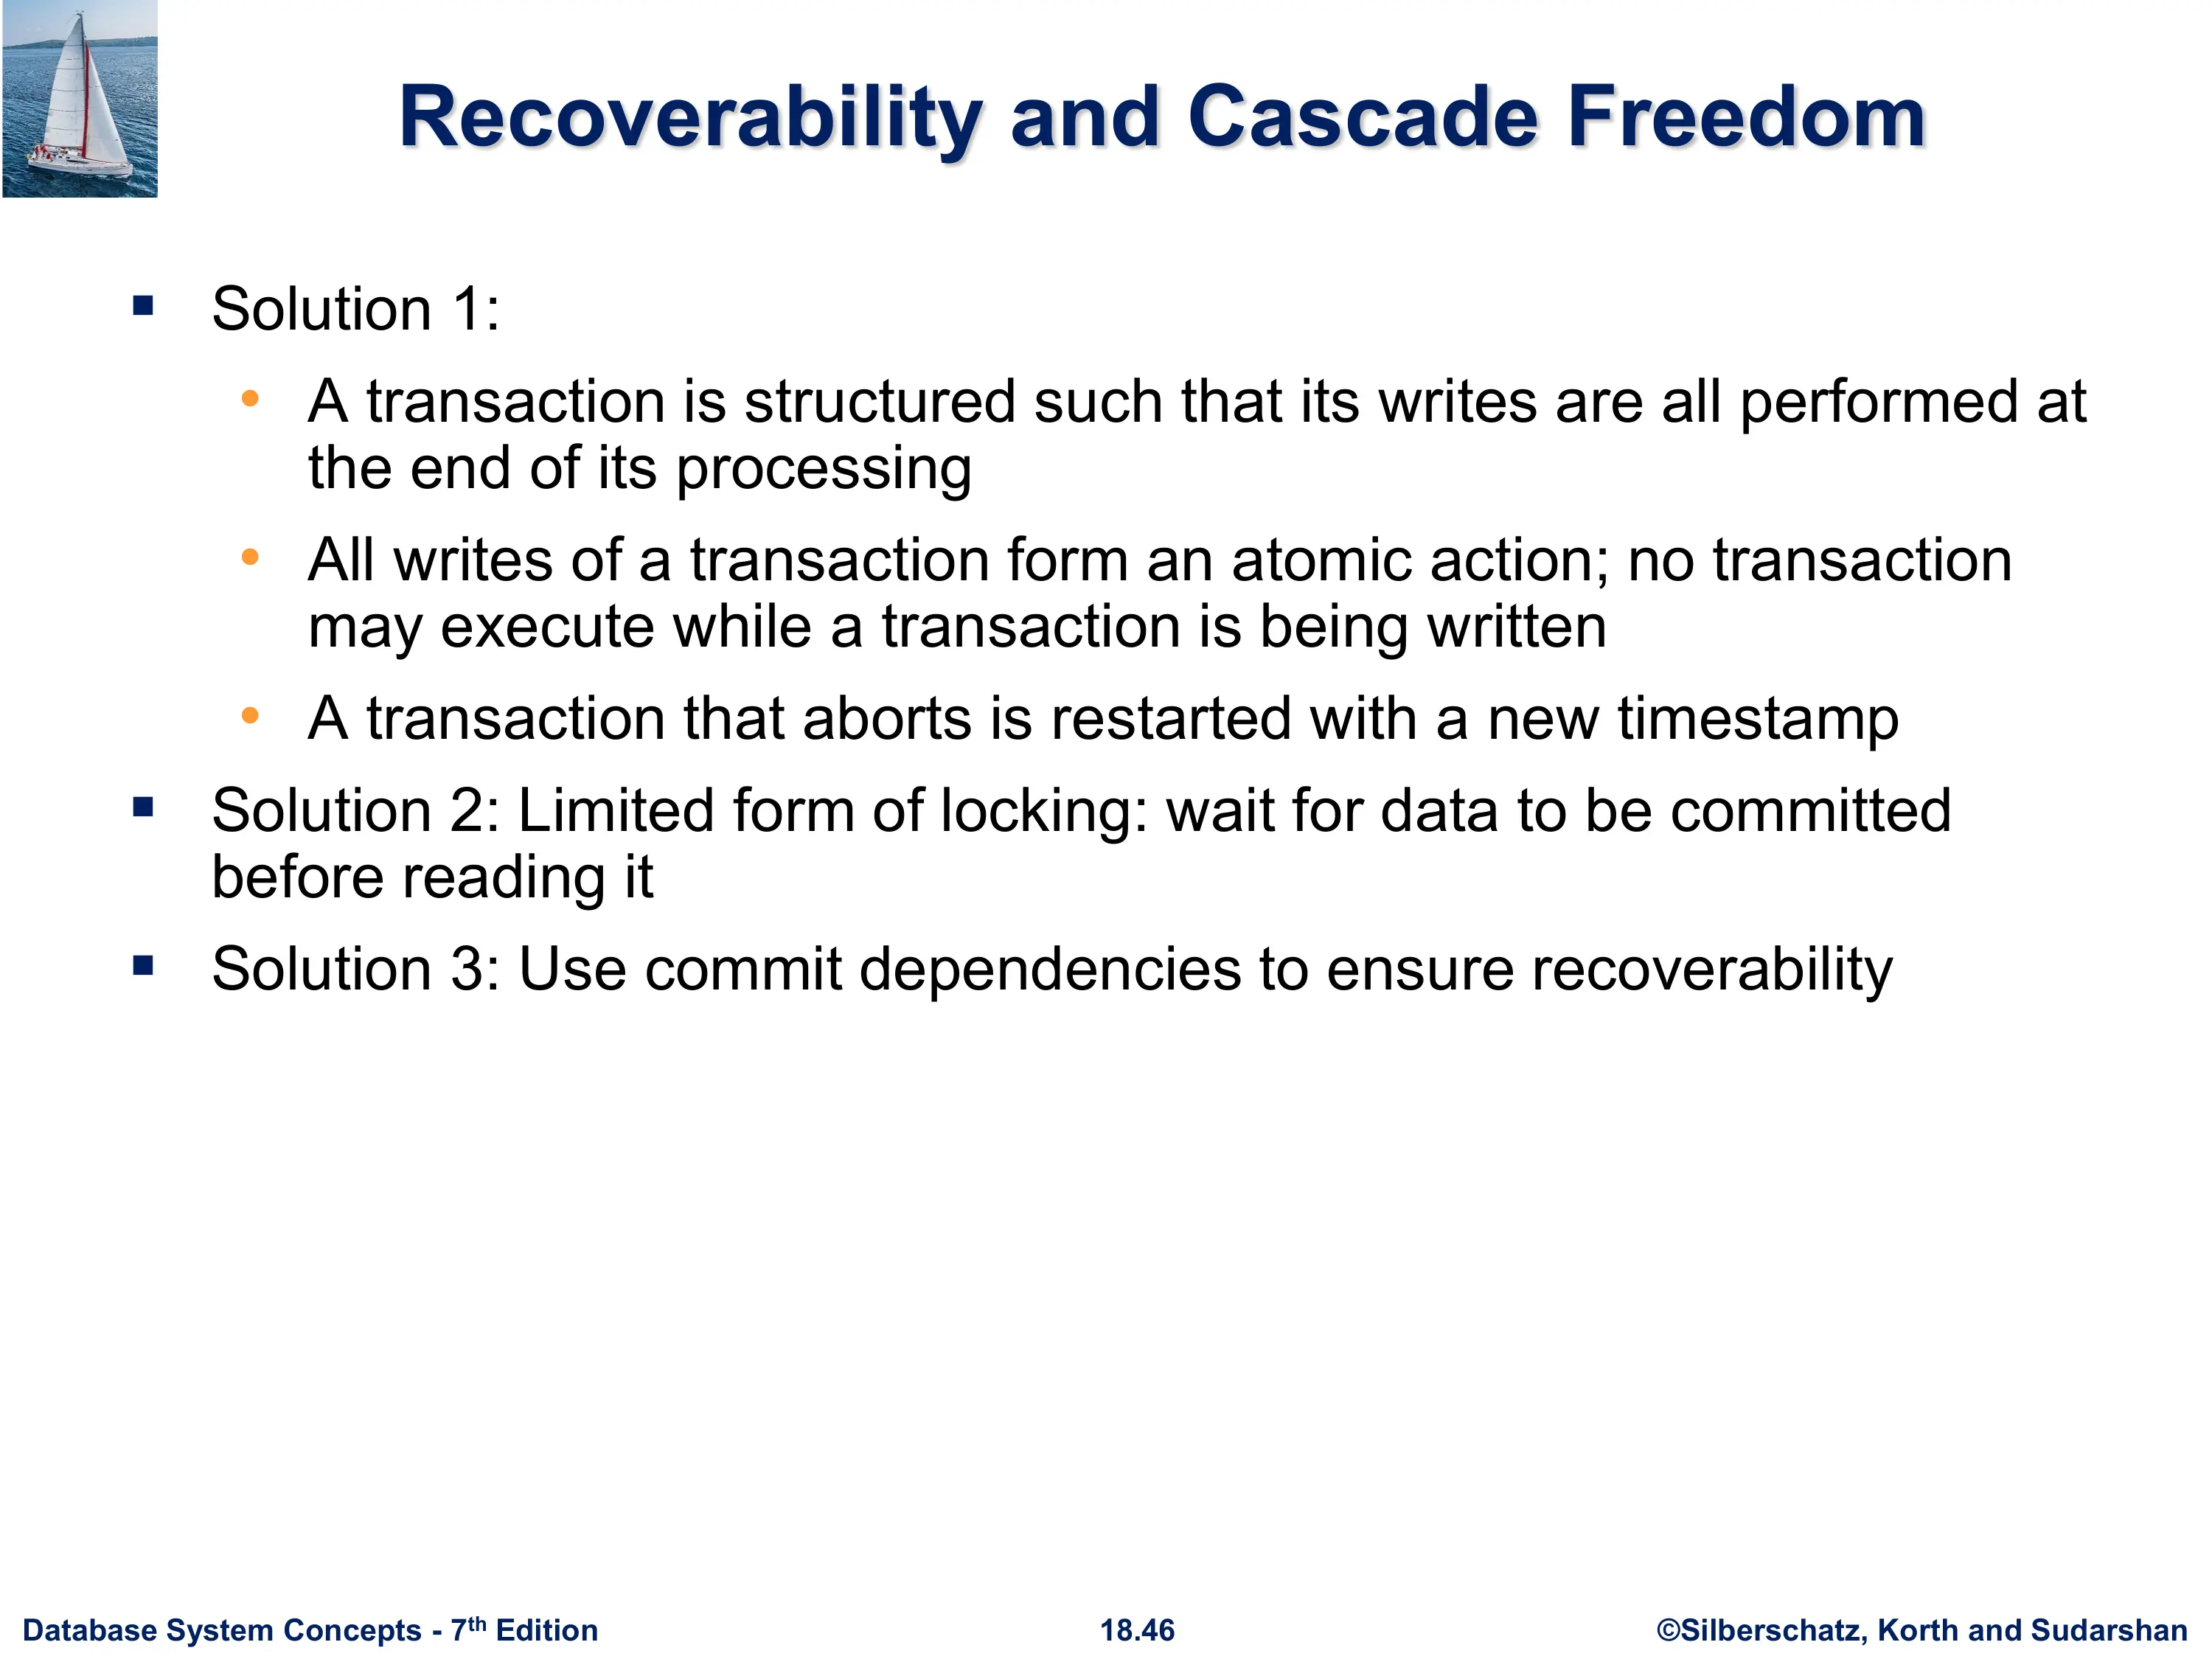 Recoverability and Cascade Freedom
▪ Solution 1:
• A transaction is structured such that its writes are all performed at
the end of its processing
• All writes of a transaction form an atomic action; no transaction
may execute while a transaction is being written
• A transaction that aborts is restarted with a new timestamp
▪ Solution 2: Limited form of locking: wait for data to be committed
before reading it
▪ Solution 3: Use commit dependencies to ensure recoverability
Database System Concepts - 7th Edition
18.46
©Silberschatz, Korth and Sudarshan